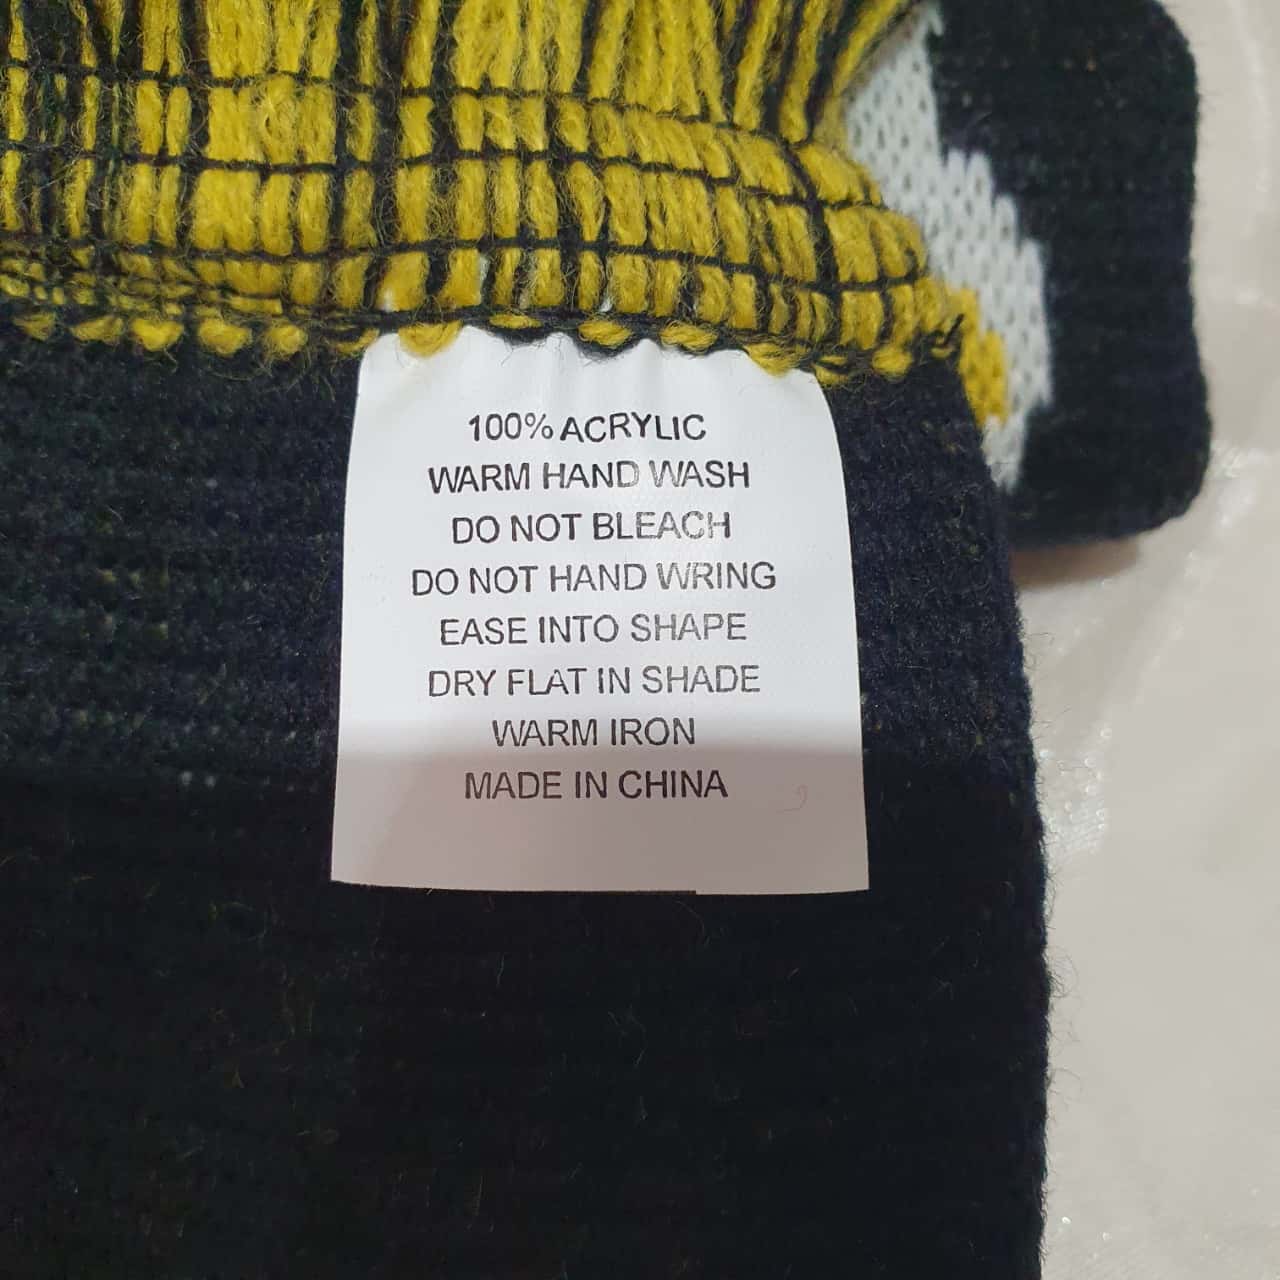 100% ACRYLIC
WARM HAND WASH
DO NOT BLEACH
DO NOT HAND WRING
EASE INTO SHAPE
DRY FLAT IN SHADE
WARM IRON
MADE IN CHINA